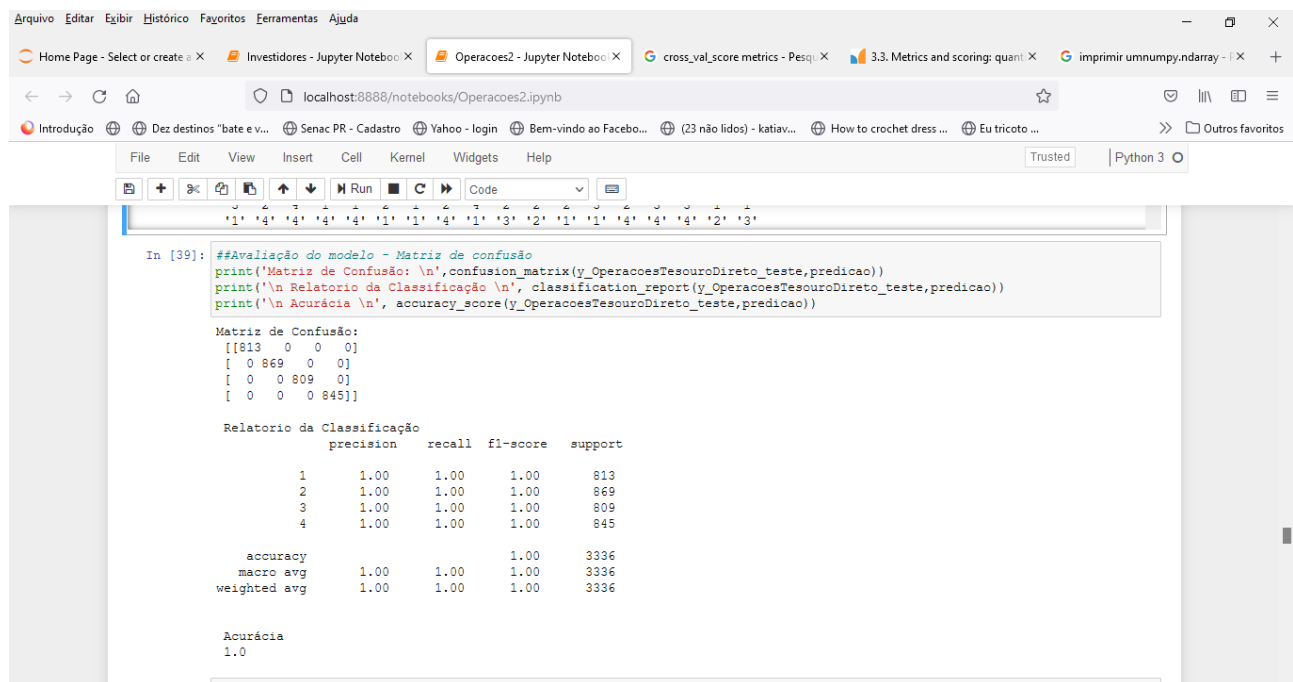 Arquivo Editar Exibir Histórico Favoritos Ferramentas Ajuda
Home Page - Select or create a
Investidores - Jupyter Noteboo
Operacoes2 - Jupyter Noteboo
cross_val_score metrics - Pesqu
3.3. Metrics and scoring: quanti
imprimir umnumpy.ndarray - P
localhost:8888/notebooks/Operacoes2.ipynb
Introdução Dez destinos "bate e v... Senac PR - Cadastro Yahoo - login Bem-vindo ao Facebo... (23 não lidos) - katiav... How to crochet dress ... Eu tricoto ... Outros favoritos
File Edit View Insert Cell Kernel Widgets Help Trusted Python 3
Run Code
'1' '4' '4' '4' '4' '1' '1' '4' '1' '3' '2' '1' '1' '4' '4' '4' '2' '3'
In [39]: ##Avaliação do modelo - Matriz de confusão
print('Matriz de Confusão: \n',confusion_matrix(y_OperacoesTesouroDireto_teste,predicao))
print('\n Relatorio da Classificação \n', classification_report(y_OperacoesTesouroDireto_teste,predicao))
print('\n Acurácia \n', accuracy_score(y_OperacoesTesouroDireto_teste,predicao))
Matriz de Confusão:
[[813 0 0 0]
[ 0 869 0 0]
[ 0 0 809 0]
[ 0 0 0 845]]
Relatorio da Classificação
precision recall f1-score support
1 1.00 1.00 1.00 813
2 1.00 1.00 1.00 869
3 1.00 1.00 1.00 809
4 1.00 1.00 1.00 845
accuracy 1.00 3336
macro avg 1.00 1.00 1.00 3336
weighted avg 1.00 1.00 1.00 3336
Acurácia
1.0